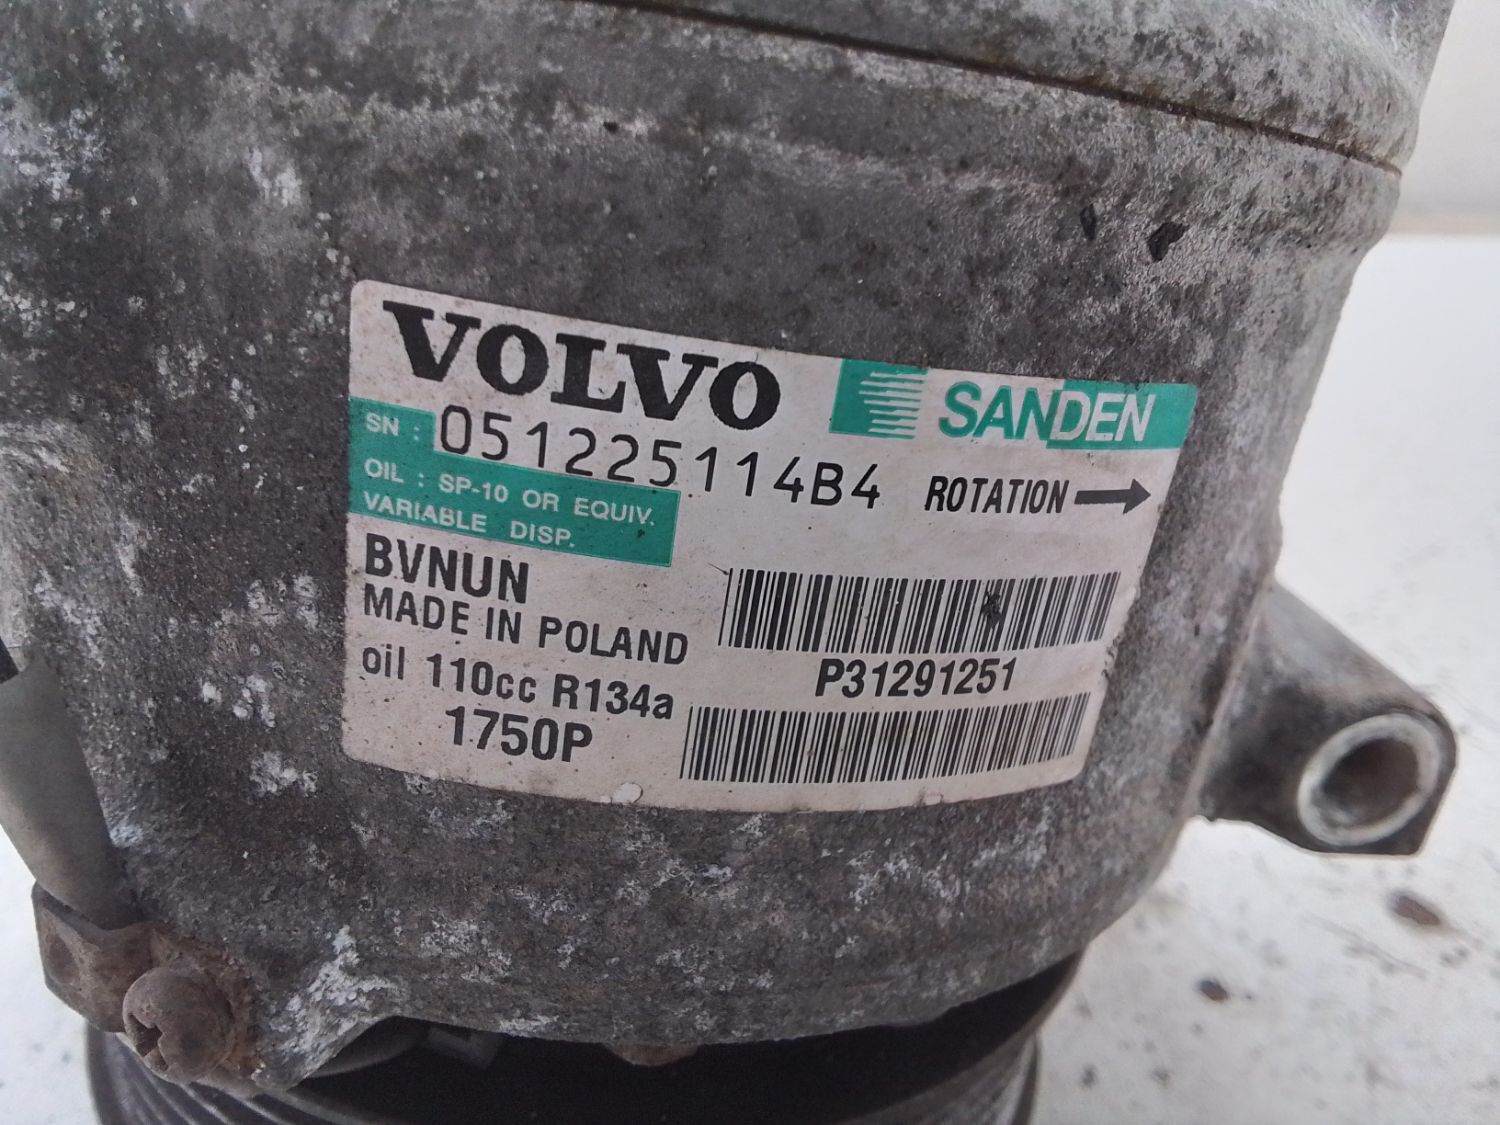 VOLVO
SANDEN
SN : 051225114B4
ROTATION
OIL : SP-10 OR EQUIV.
VARIABLE DISP.
BVNUN
MADE IN POLAND
oil 110cc R134a
1750P
P31291251